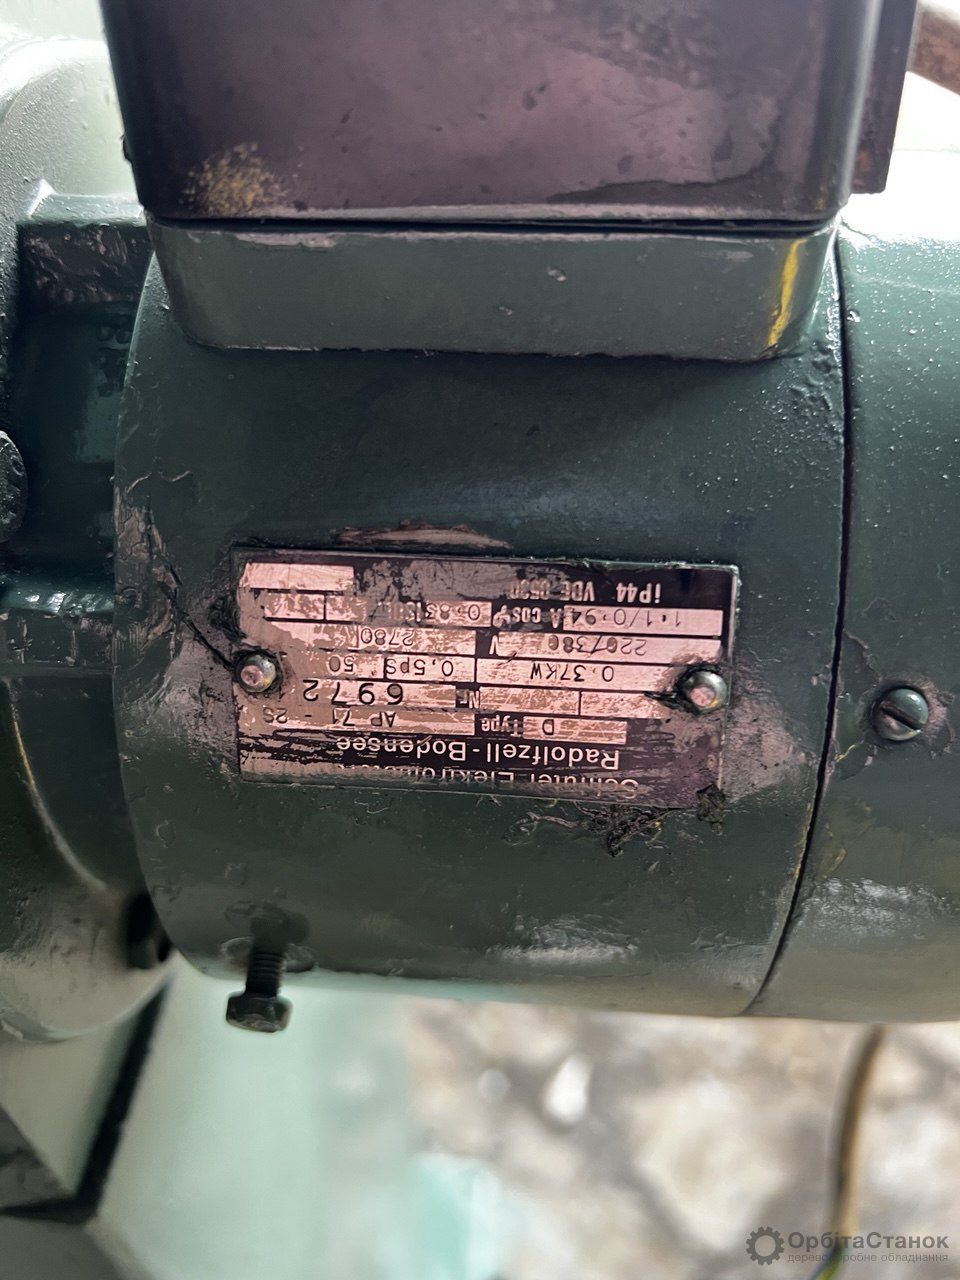 Radolfzell - Bodensee
D Type AP 71 - 2S
Nr. 6972
0,37KW 0,5PS 50
220/380 V 2780
1.1/0.94 A cosφ 0.83
iP44 VDE 0530
ОрбітаСтанок
деревообробне обладнання